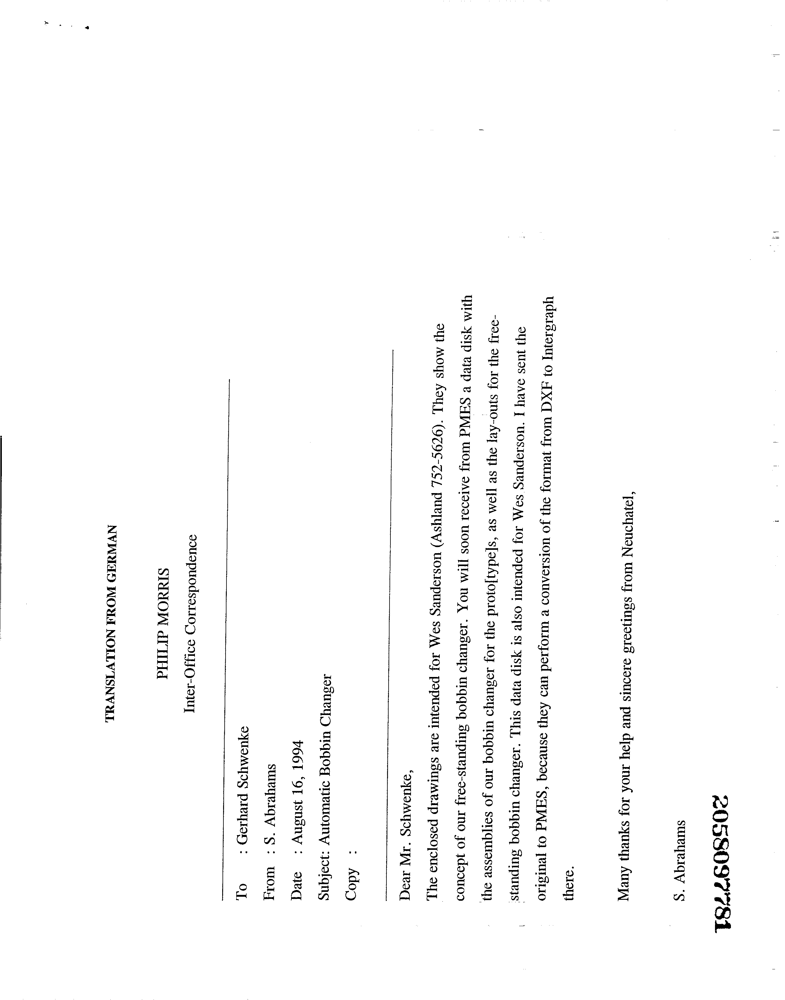 TRANSLATION FROM GERMAN
PHILIP MORRIS
Inter-Office Correspondence
To : Gerhard Schwenke
From : S. Abrahams
Date : August 16, 1994
Subject: Automatic Bobbin Changer
Copy :
Dear Mr. Schwenke,
The enclosed drawings are intended for Wes Sanderson (Ashland 752-5626). They show the
concept of our free-standing bobbin changer. You will soon receive from PMES a data disk with
the assemblies of our bobbin changer for the proto[type]s, as well as the lay-outs for the free-
standing bobbin changer. This data disk is also intended for Wes Sanderson. I have sent the
original to PMES, because they can perform a conversion of the format from DXF to Intergraph
there.
Many thanks for your help and sincere greetings from Neuchatel,
S. Abrahams
2058097781